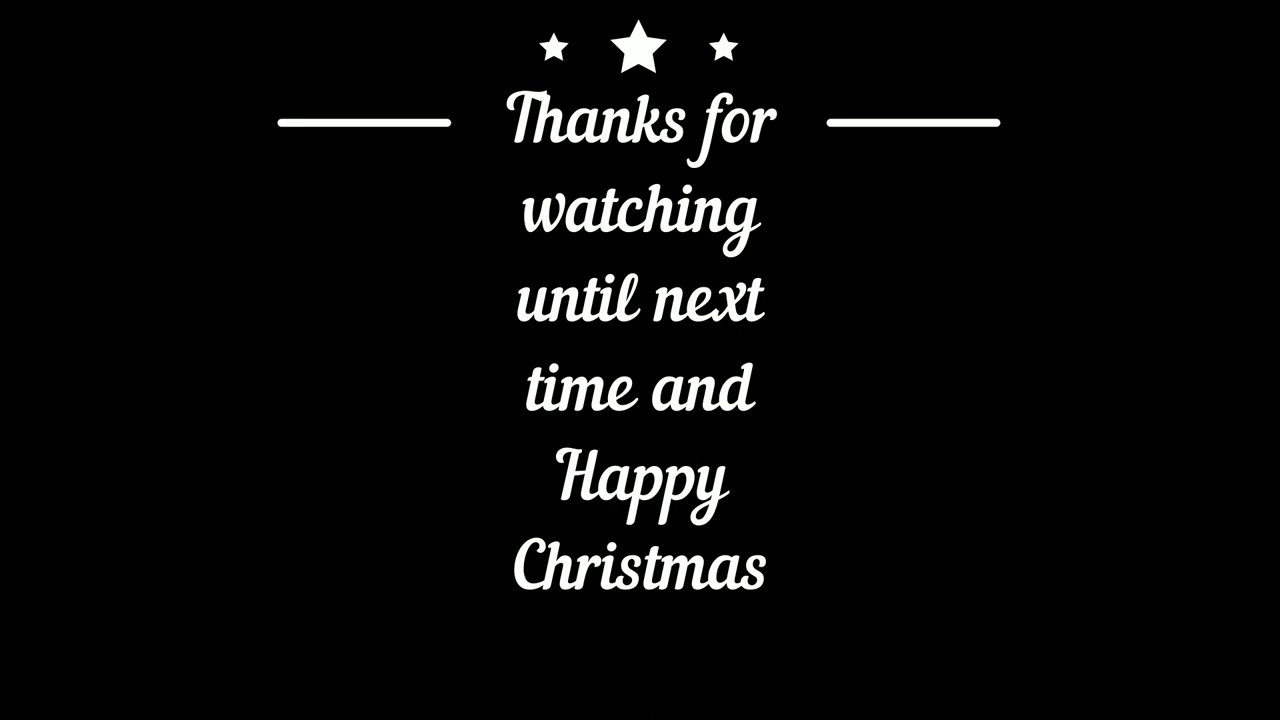 Thanks for
watching
until next
time and
Happy
Christmas